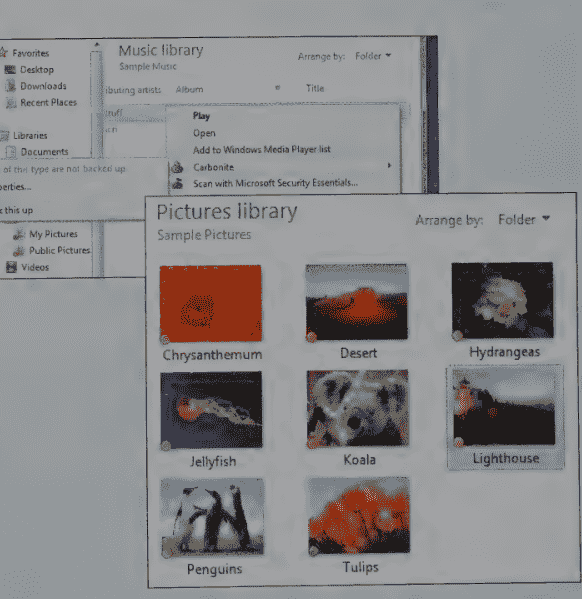 Favorites
Desktop
Downloads
Recent Places
Libraries
Documents
Music library
Sample Music
Arrange by: Folder
ibuting artists Album # Title
stuff
ch
Play
Open
Add to Windows Media Player list
Carbonite
Scan with Microsoft Security Essentials...
of this type are not backed up
perties...
this up
My Pictures
Public Pictures
Videos
Pictures library
Sample Pictures
Arrange by: Folder
Chrysanthemum
Desert
Hydrangeas
Jellyfish
Koala
Lighthouse
Penguins
Tulips